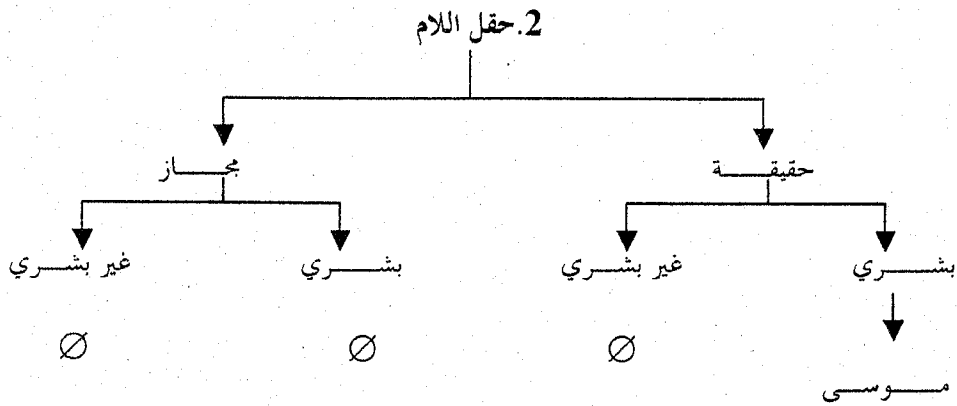 2.حقل اللام
حقيقة مجاز
بشري غير بشري بشري غير بشري
∅ ∅ ∅
موسى